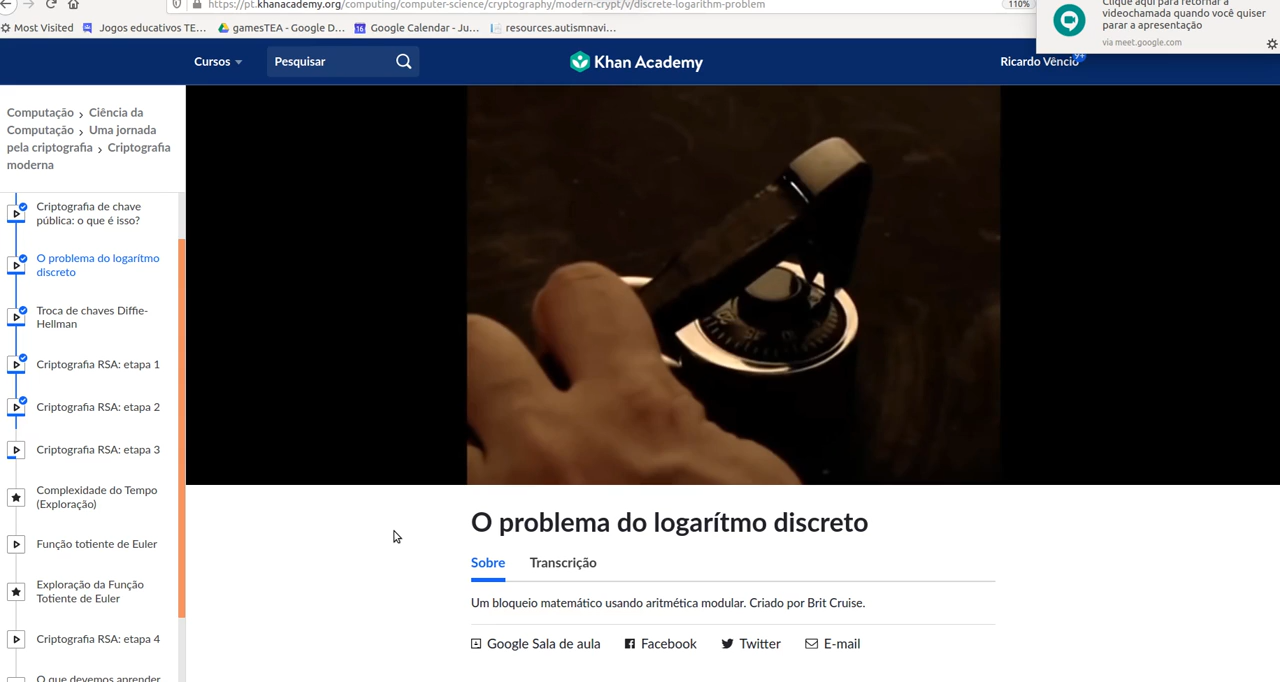 https://pt.khanacademy.org/computing/computer-science/cryptography/modern-crypt/v/discrete-logarithm-problem
110%
Clique aqui para retornar à
videochamada quando você quiser
parar a apresentação
via meet.google.com
Most Visited
Jogos educativos TE...
gamesTEA - Google D...
16
Google Calendar - Ju...
resources.autismnavi...
Cursos
Pesquisar
Khan Academy
Ricardo Vêncio
9+
Computação > Ciência da
Computação > Uma jornada
pela criptografia > Criptografia
moderna
Criptografia de chave
pública: o que é isso?
O problema do logarítmo
discreto
Troca de chaves Diffie-
Hellman
Criptografia RSA: etapa 1
Criptografia RSA: etapa 2
Criptografia RSA: etapa 3
Complexidade do Tempo
(Exploração)
Função totiente de Euler
Exploração da Função
Totiente de Euler
Criptografia RSA: etapa 4
O que devemos aprender
O problema do logarítmo discreto
Sobre
Transcrição
Um bloqueio matemático usando aritmética modular. Criado por Brit Cruise.
Google Sala de aula
Facebook
Twitter
E-mail